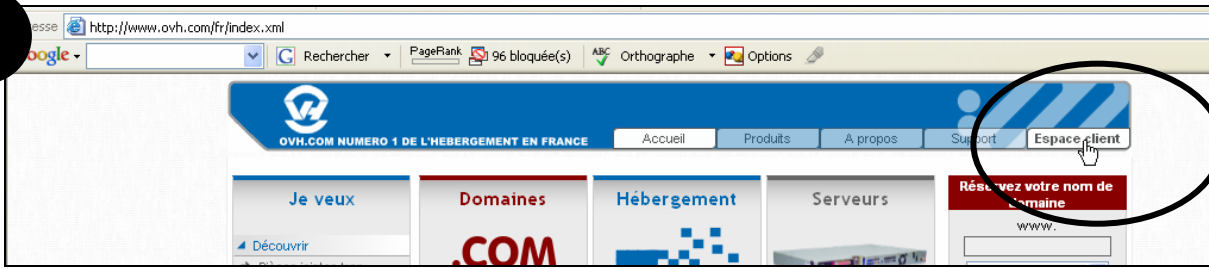 esse http://www.ovh.com/fr/index.xml
oogle Rechercher PageRank 96 bloquée(s) ABC Orthographe Options
OVH.COM NUMERO 1 DE L'HEBERGEMENT EN FRANCE Accueil Produits A propos Support Espace client
Je veux Domaines Hébergement Serveurs Réservez votre nom de domaine
www.
Découvrir .COM